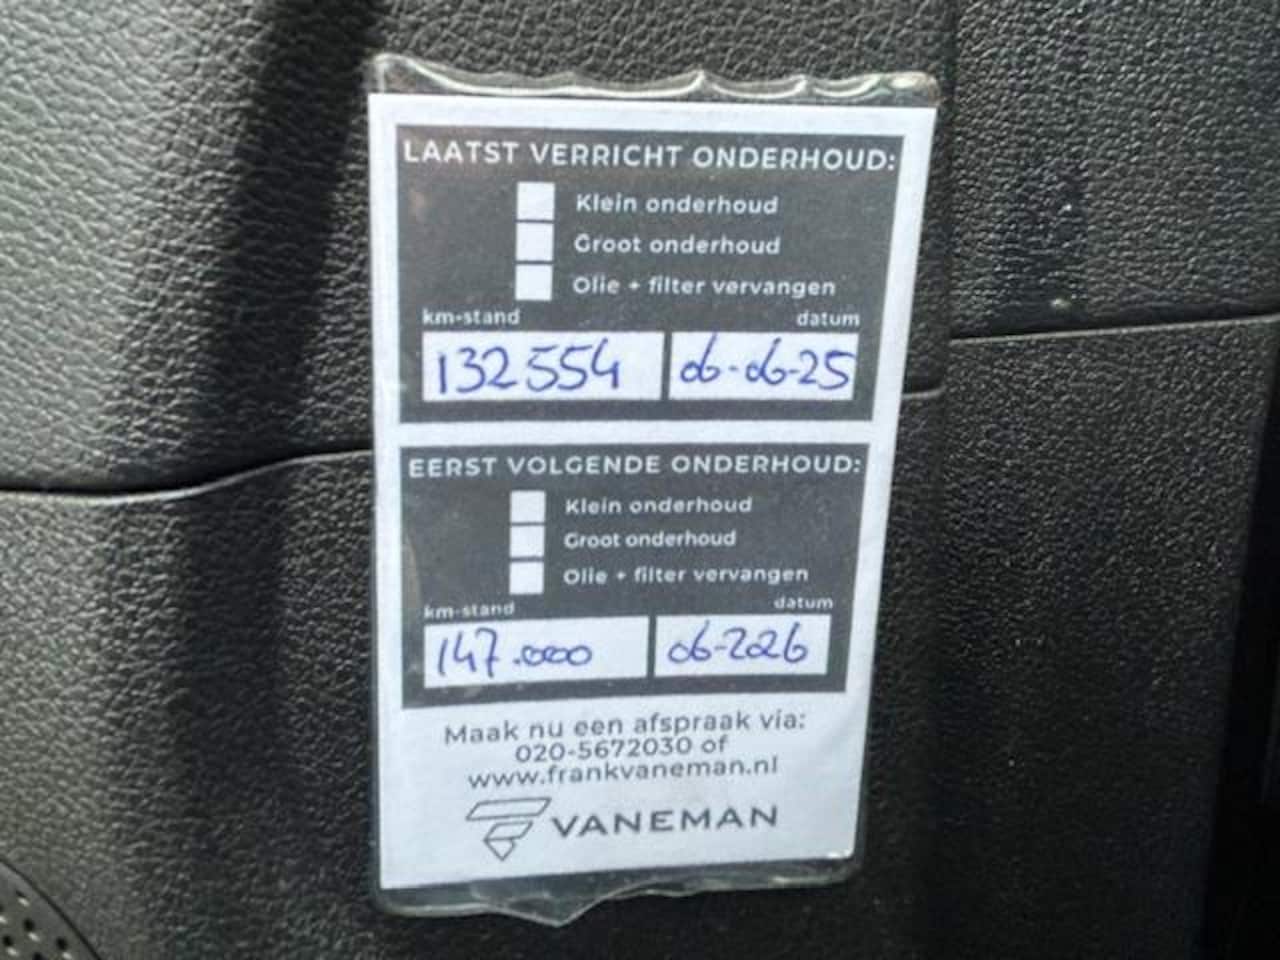 LAATST VERRICHT ONDERHOUD:
Klein onderhoud
Groot onderhoud
Olie + filter vervangen
km-stand datum
132554 06-06-25
EERST VOLGENDE ONDERHOUD:
Klein onderhoud
Groot onderhoud
Olie + filter vervangen
km-stand datum
147.000 06-2026
Maak nu een afspraak via:
020-5672030 of
www.frankvaneman.nl
VANEMAN